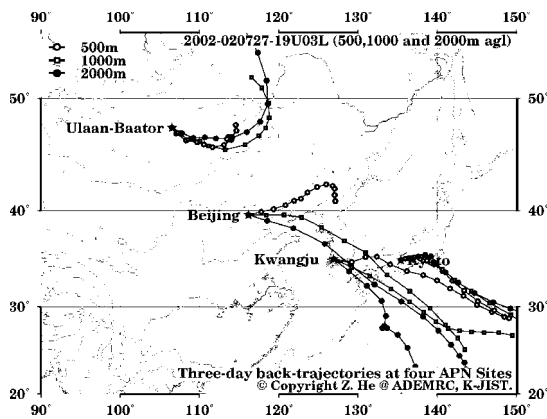 90° 100° 110° 120° 130° 140° 150°
2002-020727-19U03L (500,1000 and 2000m agl)
500m
1000m
2000m
50° 50°
Ulaan-Baator
Beijing
40° 40°
Kwangju Kyoto
30° 30°
Three-day back-trajectories at four APN Sites
© Copyright Z. He @ ADEMRC, K-JIST.
20° 20°
90° 100° 110° 120° 130° 140° 150°